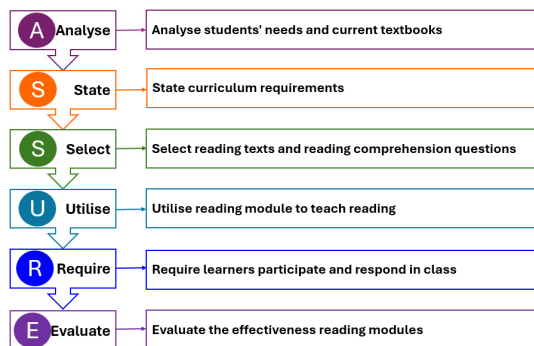 A Analyse Analyse students' needs and current textbooks
S State State curriculum requirements
S Select Select reading texts and reading comprehension questions
U Utilise Utilise reading module to teach reading
R Require Require learners participate and respond in class
E Evaluate Evaluate the effectiveness reading modules